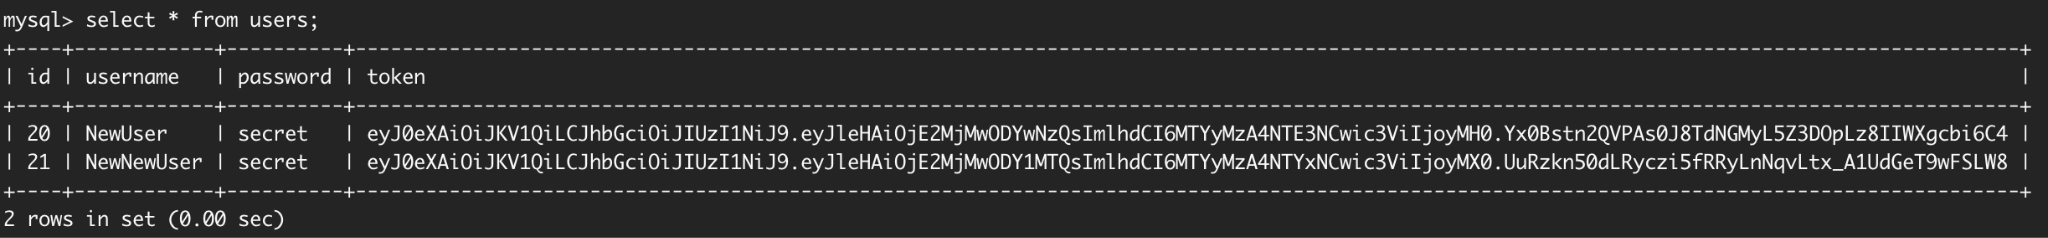 mysql> select * from users;
+----+------------+----------+---------------------------------------------------------------------------------------------------------------------------------------------+
| id | username   | password | token                                                                                                                                       |
+----+------------+----------+---------------------------------------------------------------------------------------------------------------------------------------------+
| 20 | NewUser    | secret   | eyJ0eXAiOiJKV1QiLCJhbGciOiJIUzI1NiJ9.eyJleHAiOjE2MjMwODYwNzQsImlhdCI6MTYyMzA4NTE3NCwic3ViIjoyMH0.Yx0Bstn2QVPAs0J8TdNGMyL5Z3DOpLz8IIWXgcbi6C4 |
| 21 | NewNewUser | secret   | eyJ0eXAiOiJKV1QiLCJhbGciOiJIUzI1NiJ9.eyJleHAiOjE2MjMwODY1MTQsImlhdCI6MTYyMzA4NTYxNCwic3ViIjoyMX0.UuRzkn50dLRyczi5fRRyLnNqvLtx_A1UdGeT9wFSLW8 |
+----+------------+----------+---------------------------------------------------------------------------------------------------------------------------------------------+
2 rows in set (0.00 sec)